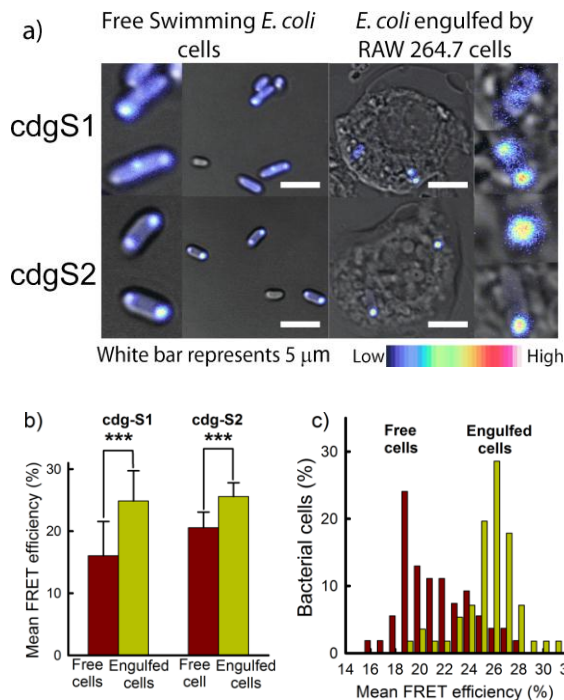 a)
Free Swimming E. coli
cells
E. coli engulfed by
RAW 264.7 cells
cdgS1
cdgS2
White bar represents 5 μm
Low
High
b)
cdg-S1
cdg-S2
***
***
Mean FRET efficiency (%)
30
20
10
0
Free
cells
Engulfed
cells
Free
cell
Engulfed
cells
c)
Free
cells
Engulfed
cells
Bacterial cells (%)
30
20
10
0
14 16 18 20 22 24 26 28 30
Mean FRET efficiency (%)